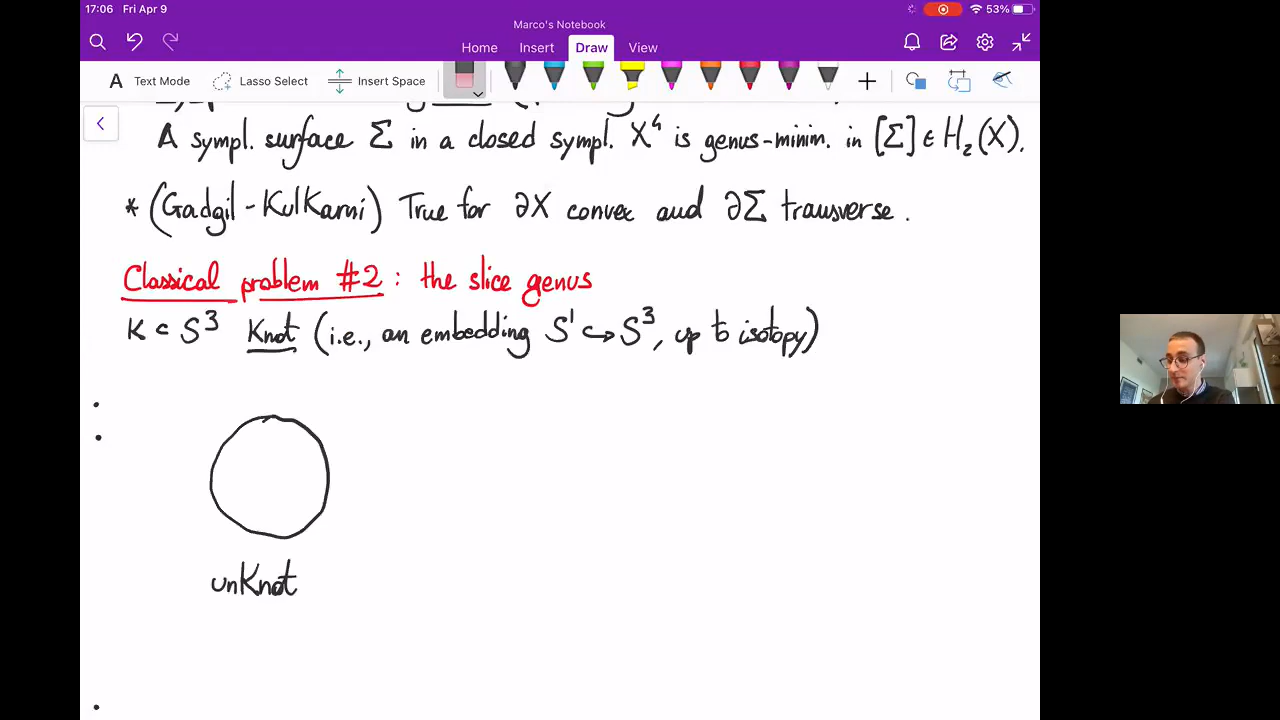 17:06 Fri Apr 9
53%
Marco's Notebook
Home Insert Draw View
A Text Mode Lasso Select Insert Space
A sympl. surface Σ in a closed sympl. X⁴ is genus-minim. in [Σ] ∈ H₂(X).
* (Gadgil-Kulkarni) True for ∂X convex and ∂Σ transverse.
Classical problem #2: the slice genus
K ⊂ S³ Knot (i.e., an embedding S¹ ↪ S³, up to isotopy)
unKnot